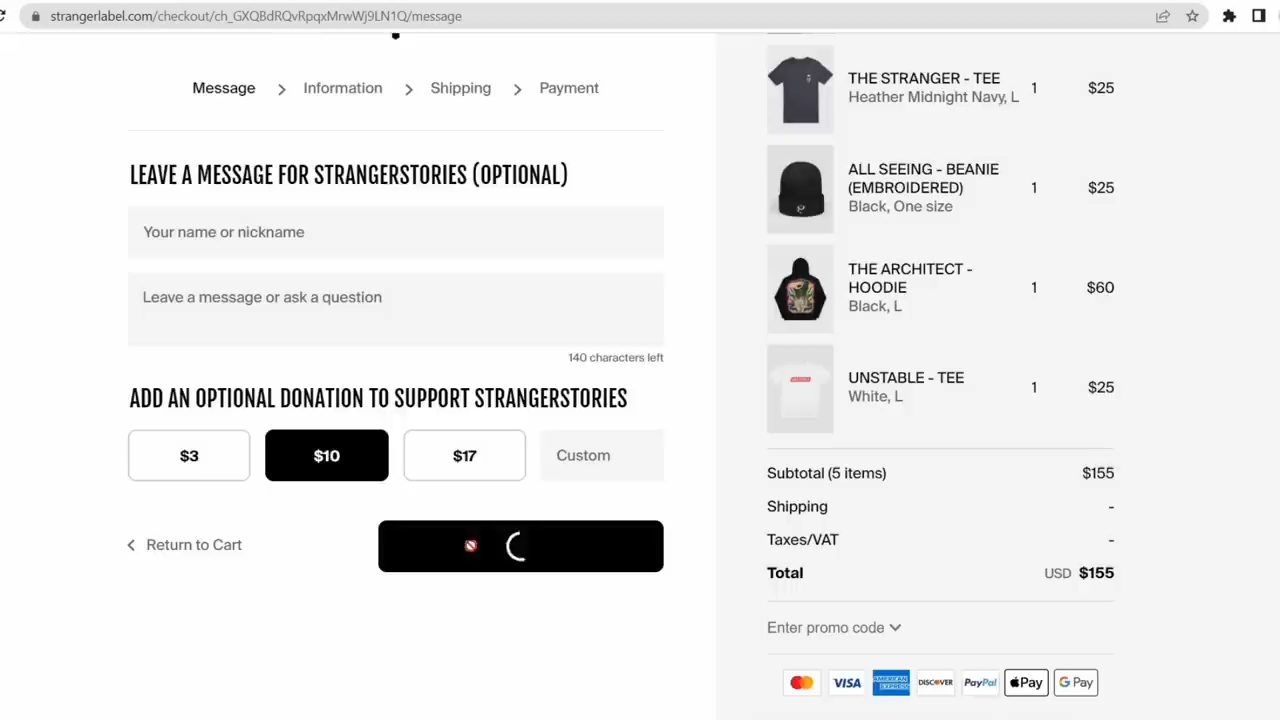 strangerlabel.com/checkout/ch_GXQBdRQvRpqxMrwWj9LN1Q/message
Message
Information
Shipping
Payment
LEAVE A MESSAGE FOR STRANGERSTORIES (OPTIONAL)
Your name or nickname
Leave a message or ask a question
140 characters left
ADD AN OPTIONAL DONATION TO SUPPORT STRANGERSTORIES
$3
$10
$17
Custom
Return to Cart
THE STRANGER - TEE
Heather Midnight Navy, L
1
$25
ALL SEEING - BEANIE
(EMBROIDERED)
Black, One size
1
$25
THE ARCHITECT -
HOODIE
Black, L
1
$60
UNSTABLE - TEE
White, L
1
$25
Subtotal (5 items)
$155
Shipping
-
Taxes/VAT
-
Total
USD $155
Enter promo code
VISA
AMERICAN
EXPRESS
DISCOVER
PayPal
Pay
G Pay